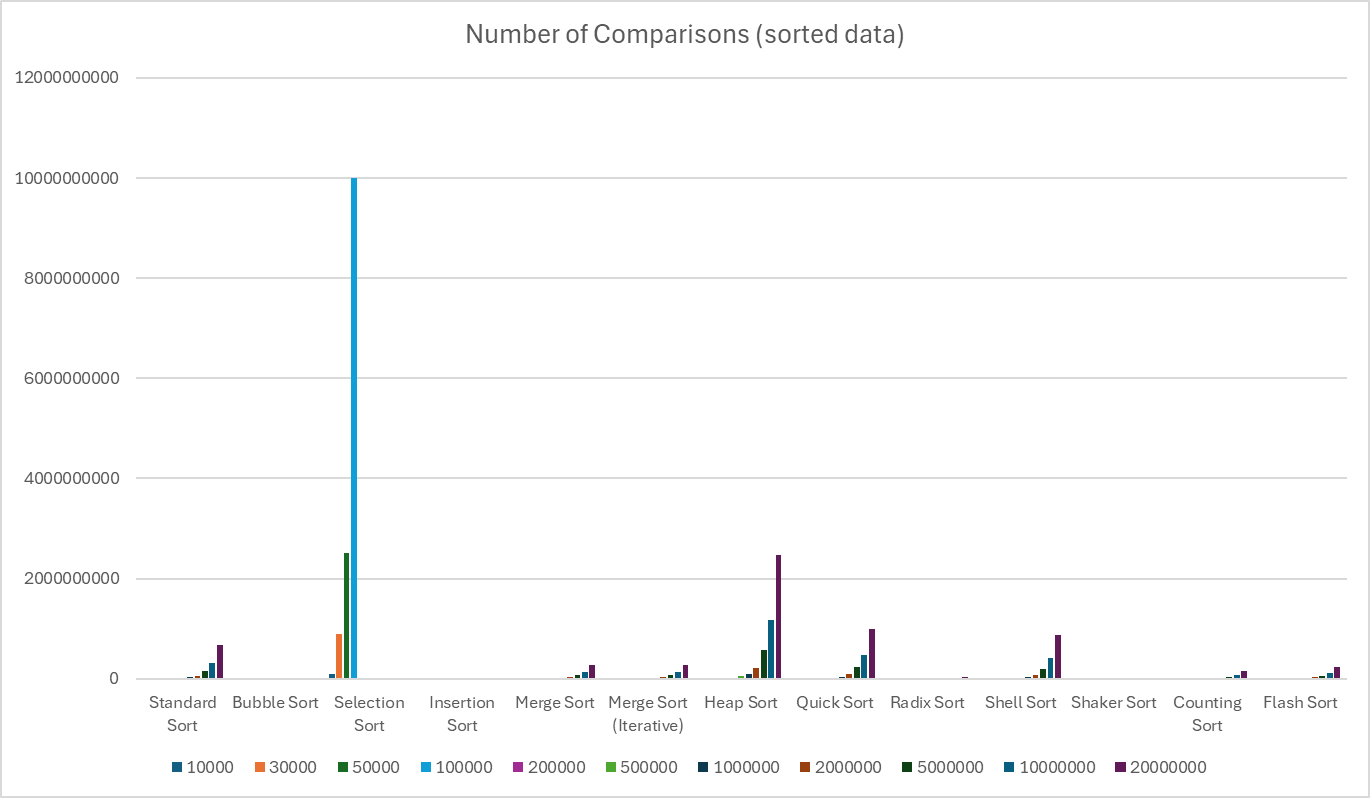 Number of Comparisons (sorted data)
12000000000
10000000000
8000000000
6000000000
4000000000
2000000000
0
Standard Sort
Bubble Sort
Selection Sort
Insertion Sort
Merge Sort
Merge Sort (Iterative)
Heap Sort
Quick Sort
Radix Sort
Shell Sort
Shaker Sort
Counting Sort
Flash Sort
10000 30000 50000 100000 200000 500000 1000000 2000000 5000000 10000000 20000000